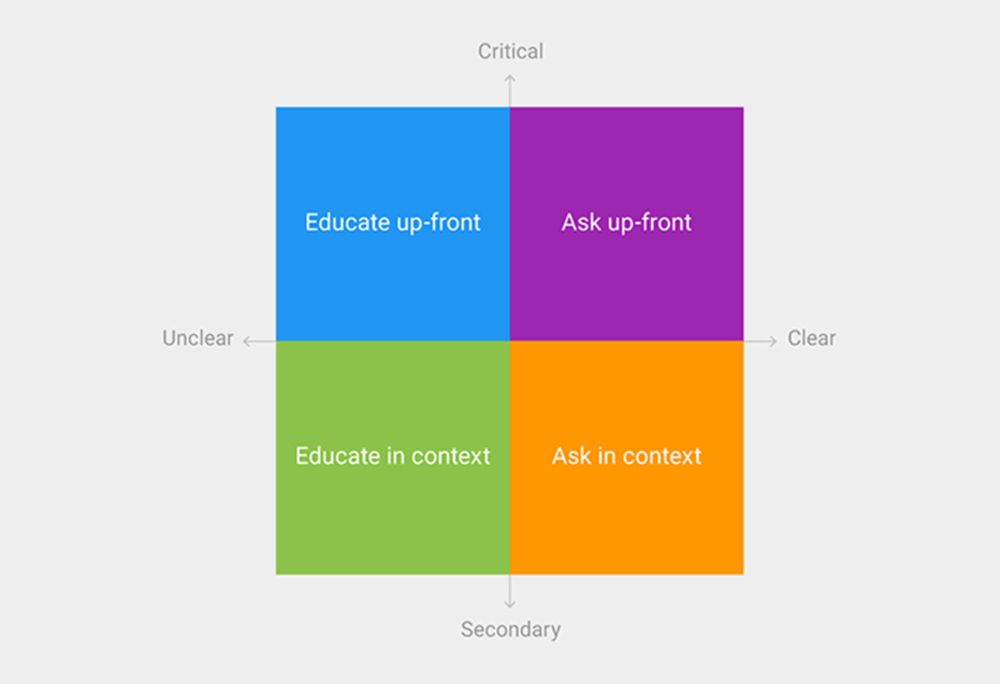 Critical
Educate up-front
Ask up-front
Unclear
Clear
Educate in context
Ask in context
Secondary